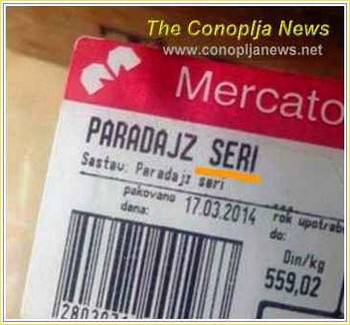 The Conoplja News
www.conopljanews.net
Mercato
PARADAJZ SERI
Sastav: Paradajz seri
pakovano
dana: 17.03.2014
rok upotreb
do:
Din/kg
559,02